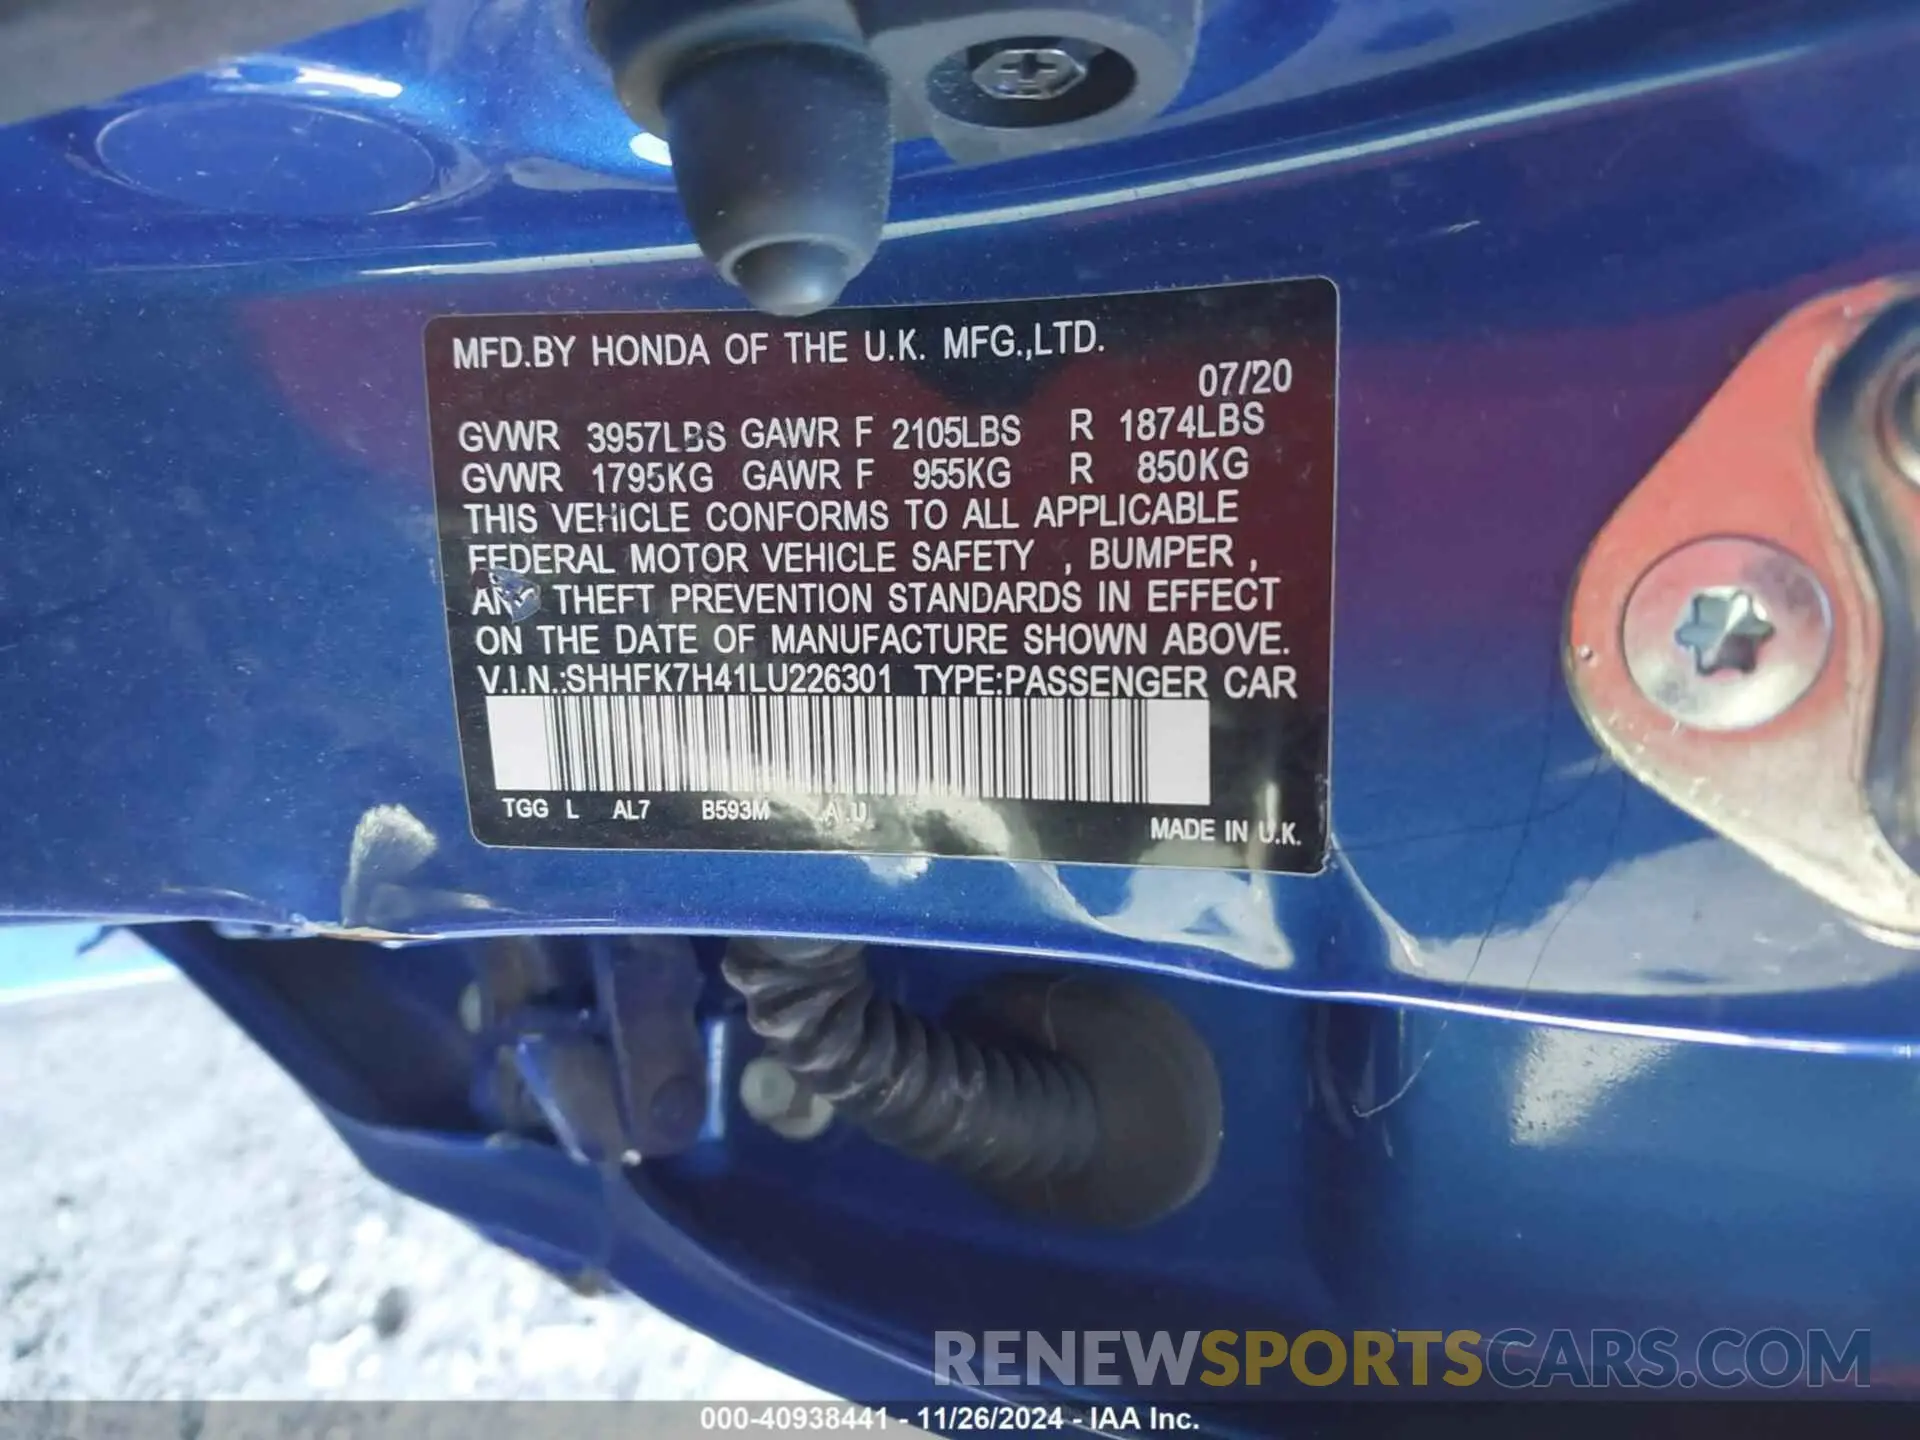 MFD.BY HONDA OF THE U.K. MFG.,LTD.
07/20
GVWR 3957LBS GAWR F 2105LBS R 1874LBS
GVWR 1795KG GAWR F 955KG R 850KG
THIS VEHICLE CONFORMS TO ALL APPLICABLE
FEDERAL MOTOR VEHICLE SAFETY , BUMPER ,
AND THEFT PREVENTION STANDARDS IN EFFECT
ON THE DATE OF MANUFACTURE SHOWN ABOVE.
V.I.N.:SHHFK7H41LU226301 TYPE:PASSENGER CAR
TGG L AL7 B593M .A .U
MADE IN U.K.
RENEWSPORTSCARS.COM
000-40938441 - 11/26/2024 - IAA Inc.